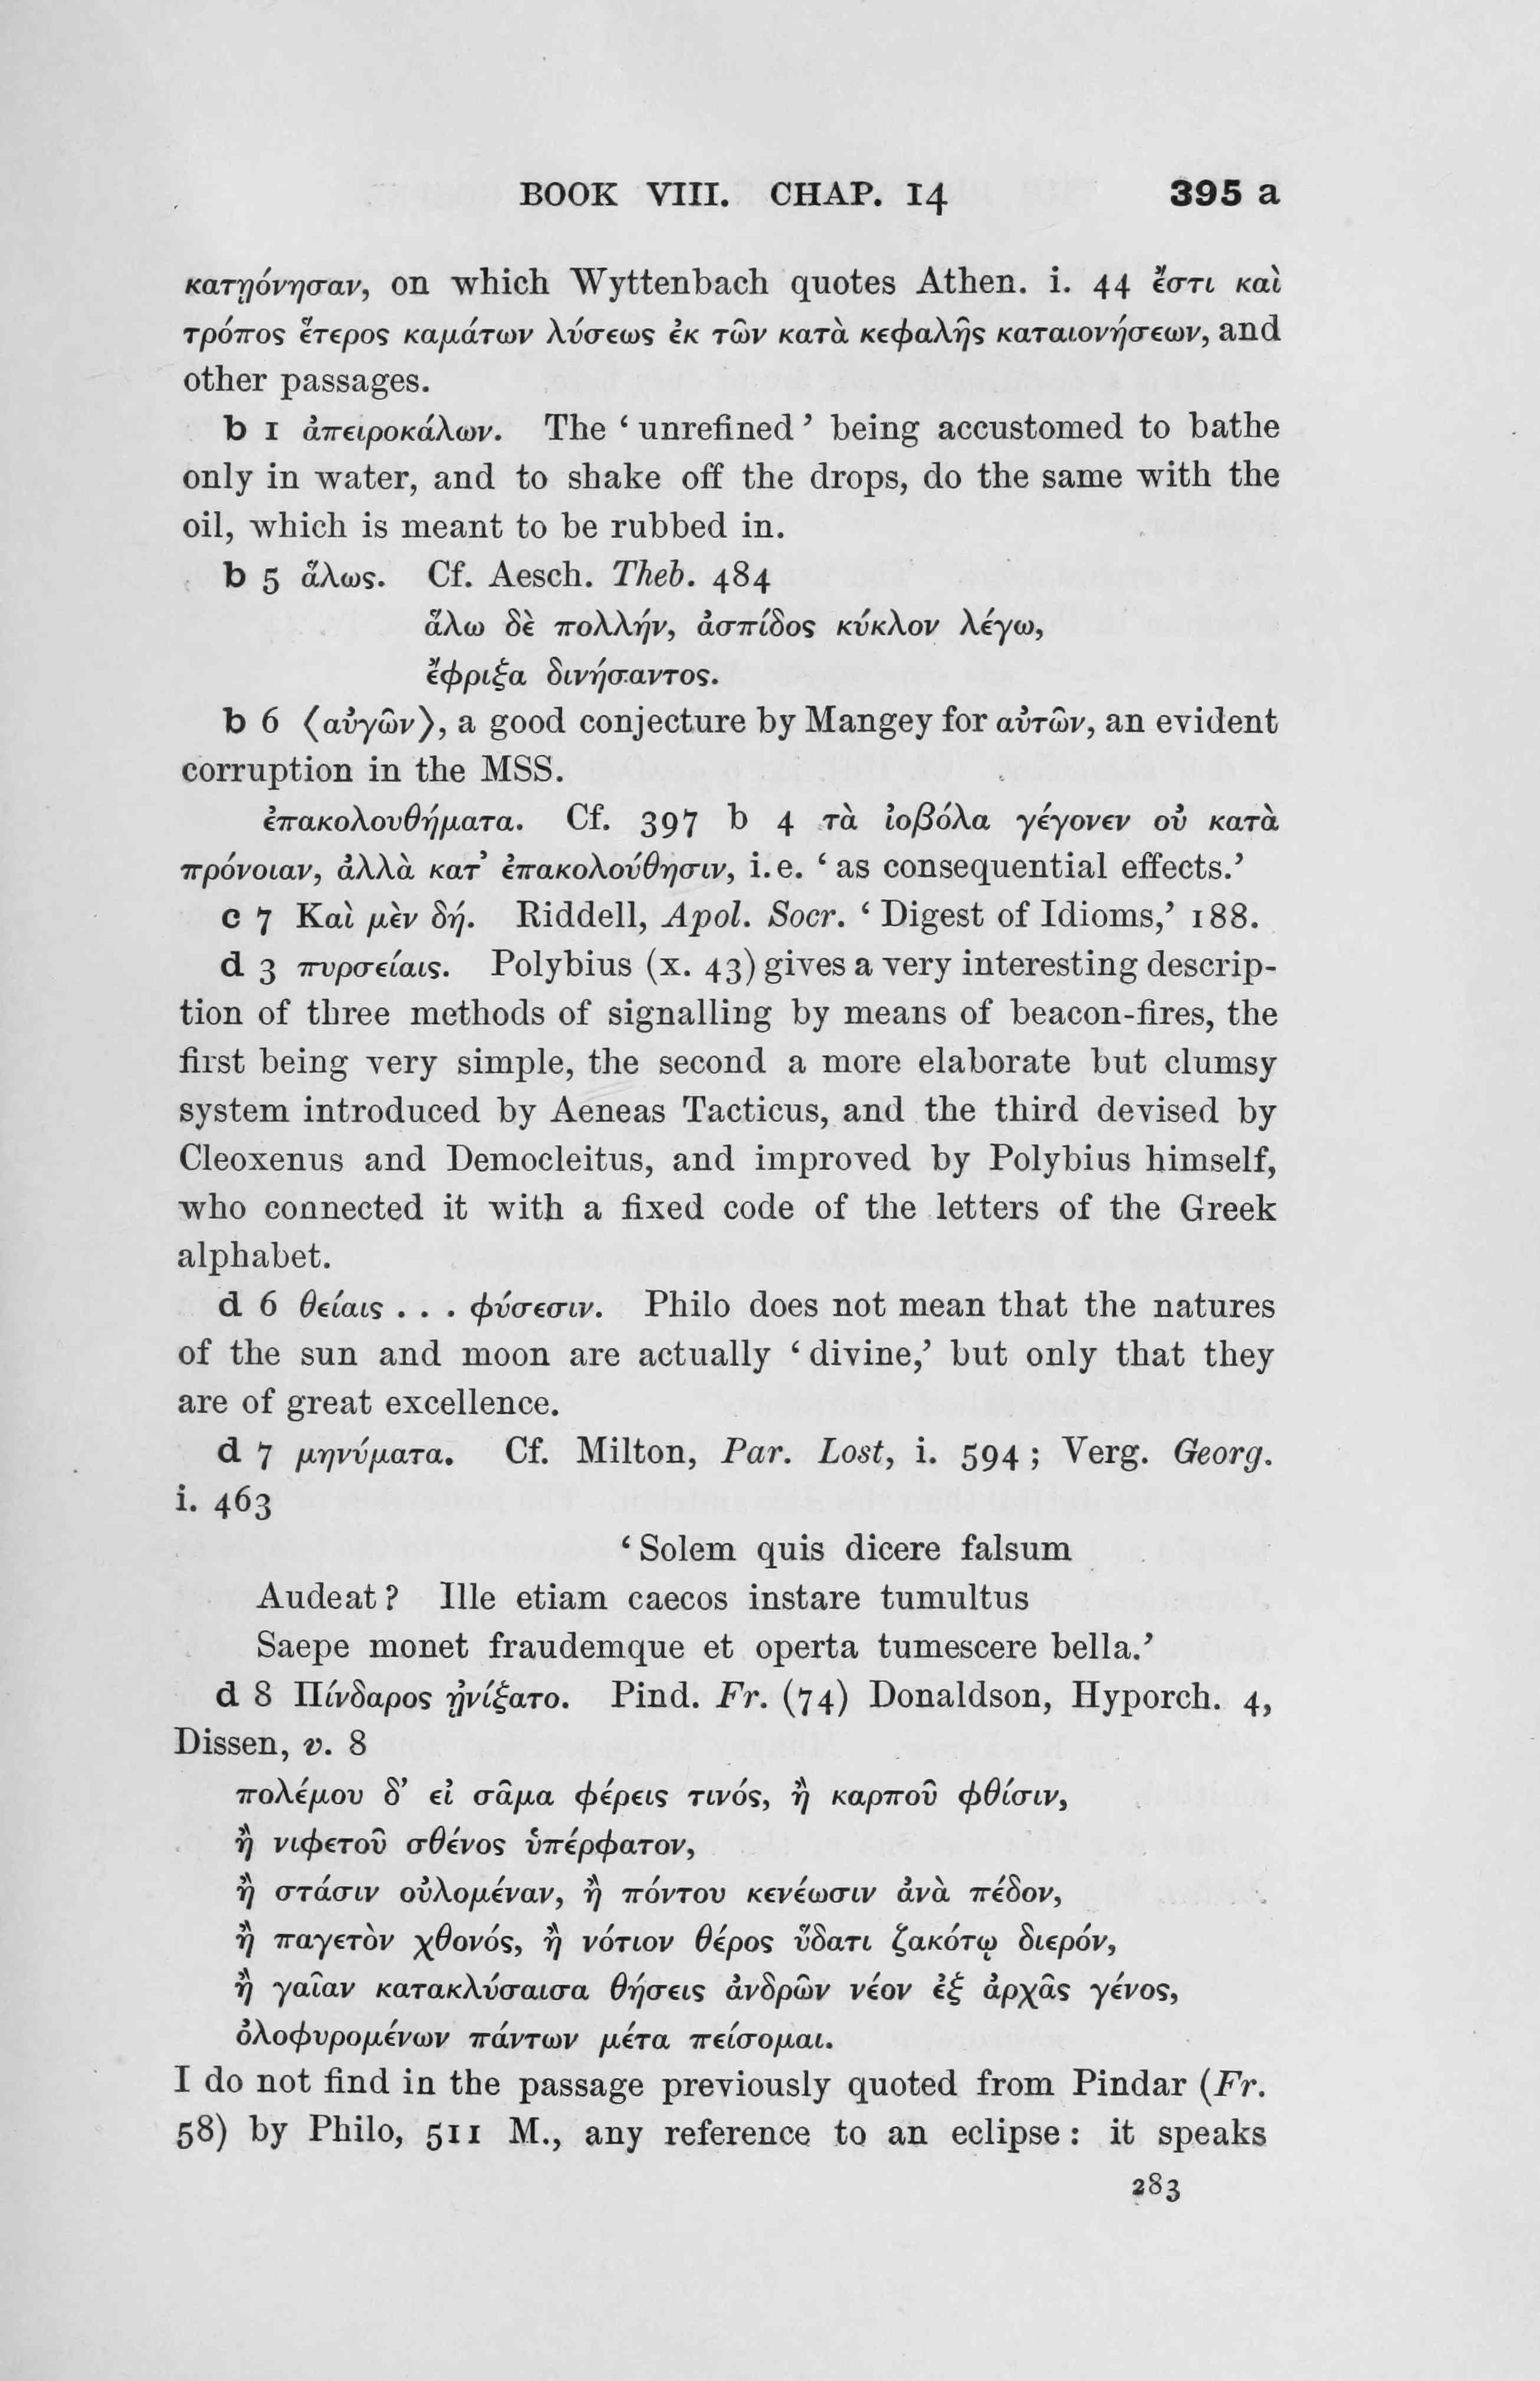 BOOK VIII. CHAP. 14 395 a
κατῃόνησαν, on which Wyttenbach quotes Athen. i. 44 ἔστι καὶ
τρόπος ἕτερος καμάτων λύσεως ἐκ τῶν κατὰ κεφαλῆς καταιονήσεων, and
other passages.
b 1 ἀπειροκάλων. The ‘unrefined’ being accustomed to bathe
only in water, and to shake off the drops, do the same with the
oil, which is meant to be rubbed in.
b 5 ἅλως. Cf. Aesch. Theb. 484
ἅλω δὲ πολλήν, ἀσπίδος κύκλον λέγω,
ἔφριξα δινήσαντος.
b 6 ⟨αὐγῶν⟩, a good conjecture by Mangey for αὐτῶν, an evident
corruption in the MSS.
ἐπακολουθήματα. Cf. 397 b 4 τὰ ἰοβόλα γέγονεν οὐ κατὰ
πρόνοιαν, ἀλλὰ κατ’ ἐπακολούθησιν, i.e. ‘as consequential effects.’
c 7 Καὶ μὲν δή. Riddell, Apol. Socr. ‘Digest of Idioms,’ 188.
d 3 πυρσείαις. Polybius (x. 43) gives a very interesting descrip-
tion of three methods of signalling by means of beacon-fires, the
first being very simple, the second a more elaborate but clumsy
system introduced by Aeneas Tacticus, and the third devised by
Cleoxenus and Democleitus, and improved by Polybius himself,
who connected it with a fixed code of the letters of the Greek
alphabet.
d 6 θείαις . . . φύσεσιν. Philo does not mean that the natures
of the sun and moon are actually ‘divine,’ but only that they
are of great excellence.
d 7 μηνύματα. Cf. Milton, Par. Lost, i. 594; Verg. Georg.
i. 463
‘Solem quis dicere falsum
Audeat? Ille etiam caecos instare tumultus
Saepe monet fraudemque et operta tumescere bella.’
d 8 Πίνδαρος ᾐνίξατο. Pind. Fr. (74) Donaldson, Hyporch. 4,
Dissen, v. 8
πολέμου δ’ εἰ σᾶμα φέρεις τινός, ἢ καρποῦ φθίσιν,
ἢ νιφετοῦ σθένος ὑπέρφατον,
ἢ στάσιν οὐλομέναν, ἢ πόντου κενέωσιν ἀνὰ πέδον,
ἢ παγετὸν χθονός, ἢ νότιον θέρος ὕδατι ζακότῳ διερόν,
ἢ γαῖαν κατακλύσαισα θήσεις ἀνδρῶν νέον ἐξ ἀρχᾶς γένος,
ὀλοφυρομένων πάντων μέτα πείσομαι.
I do not find in the passage previously quoted from Pindar (Fr.
58) by Philo, 511 M., any reference to an eclipse: it speaks
283